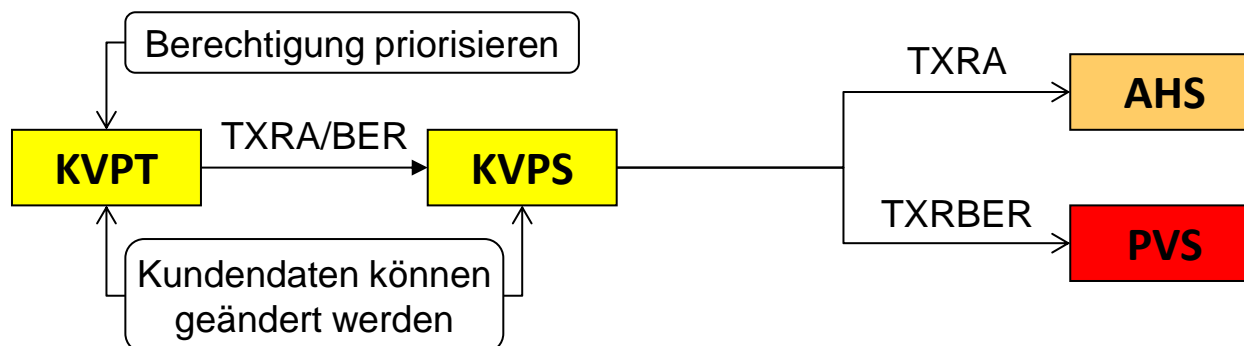 Berechtigung priorisieren
TXRA
AHS
TXRA/BER
KVPT
KVPS
TXRBER
PVS
Kundendaten können
geändert werden